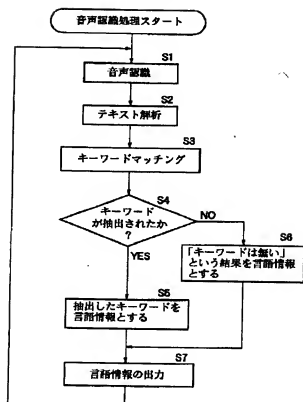 音声認識処理スタート
S1
音声認識
S2
テキスト解析
S3
キーワードマッチング
S4
キーワード
が抽出されたか
?
NO
YES
S6
「キーワードは無い」
という結果を言語情報
とする
S5
抽出したキーワードを
言語情報とする
S7
言語情報の出力